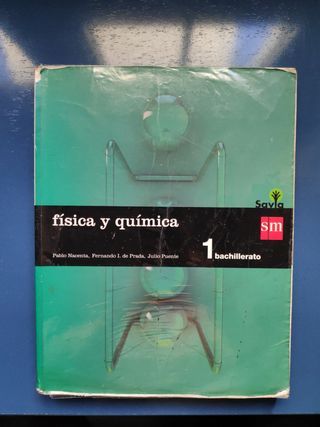 Savia
física y química
sm
Pablo Nacenta, Fernando I. de Prada, Julio Puente
1 bachillerato